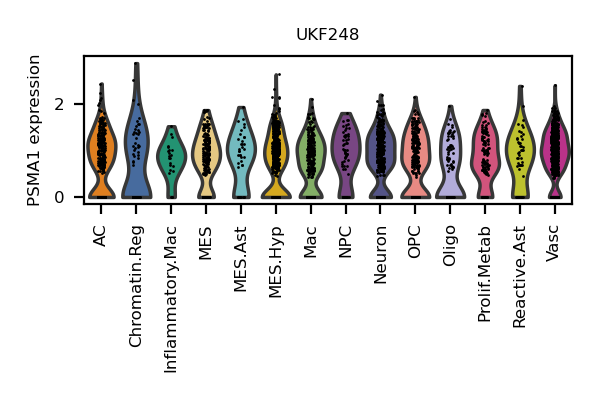 UKF248
PSMA1 expression
2
0
AC
Chromatin.Reg
Inflammatory.Mac
MES
MES.Ast
MES.Hyp
Mac
NPC
Neuron
OPC
Oligo
Prolif.Metab
Reactive.Ast
Vasc